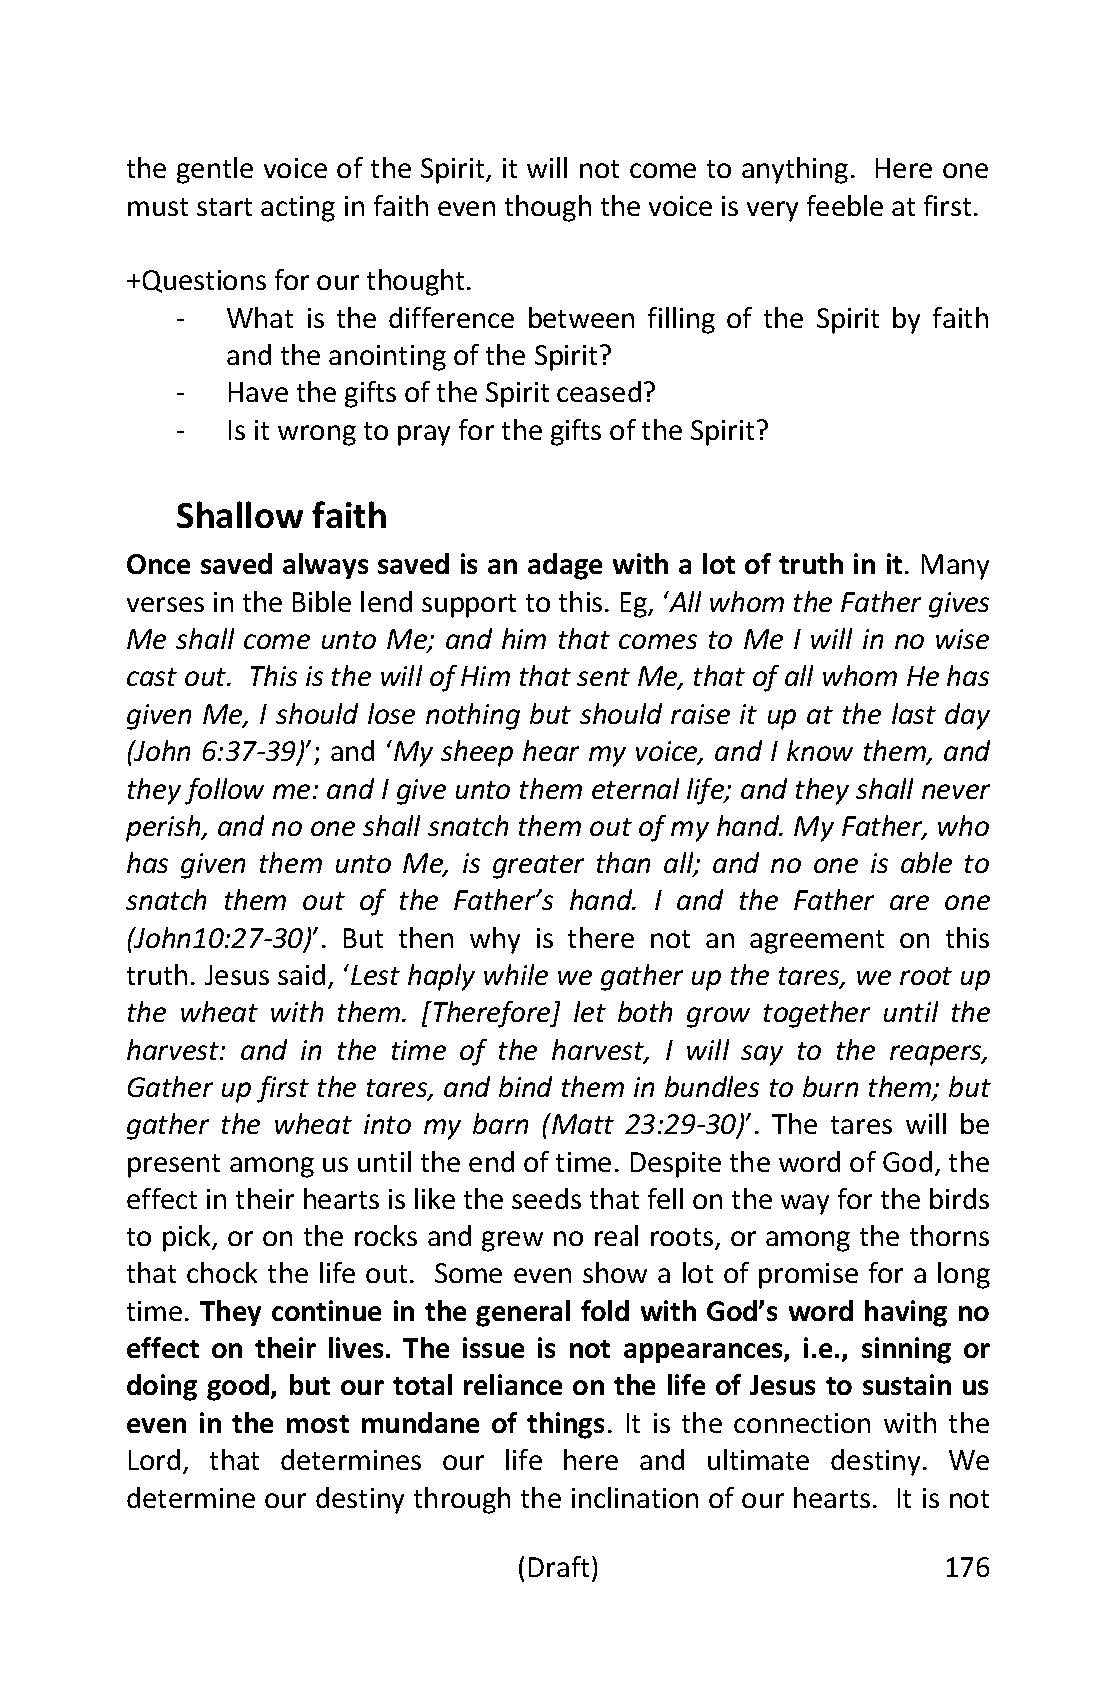 the gentle voice of the Spirit, it will not come to anything.  Here one
must start acting in faith even though the voice is very feeble at first.
+Questions for our thought.
- What is the difference between filling of the Spirit by faith
and the anointing of the Spirit?
- Have the gifts of the Spirit ceased?
- Is it wrong to pray for the gifts of the Spirit?
Shallow faith
Once saved always saved is an adage with a lot of truth in it. Many
verses in the Bible lend support to this. Eg, ‘All whom the Father gives
Me shall come unto Me; and him that comes to Me I will in no wise
cast out.  This is the will of Him that sent Me, that of all whom He has
given Me, I should lose nothing but should raise it up at the last day
(John 6:37-39)’; and ‘My sheep hear my voice, and I know them, and
they follow me: and I give unto them eternal life; and they shall never
perish, and no one shall snatch them out of my hand. My Father, who
has given them unto Me, is greater than all; and no one is able to
snatch them out of the Father’s hand. I and the Father are one
(John10:27-30)’. But then why is there not an agreement on this
truth. Jesus said, ‘Lest haply while we gather up the tares, we root up
the wheat with them. [Therefore] let both grow together until the
harvest: and in the time of the harvest, I will say to the reapers,
Gather up first the tares, and bind them in bundles to burn them; but
gather the wheat into my barn (Matt 23:29-30)’. The tares will be
present among us until the end of time. Despite the word of God, the
effect in their hearts is like the seeds that fell on the way for the birds
to pick, or on the rocks and grew no real roots, or among the thorns
that chock the life out.  Some even show a lot of promise for a long
time. They continue in the general fold with God’s word having no
effect on their lives. The issue is not appearances, i.e., sinning or
doing good, but our total reliance on the life of Jesus to sustain us
even in the most mundane of things. It is the connection with the
Lord, that determines our life here and ultimate destiny. We
determine our destiny through the inclination of our hearts.  It is not
(Draft) 176